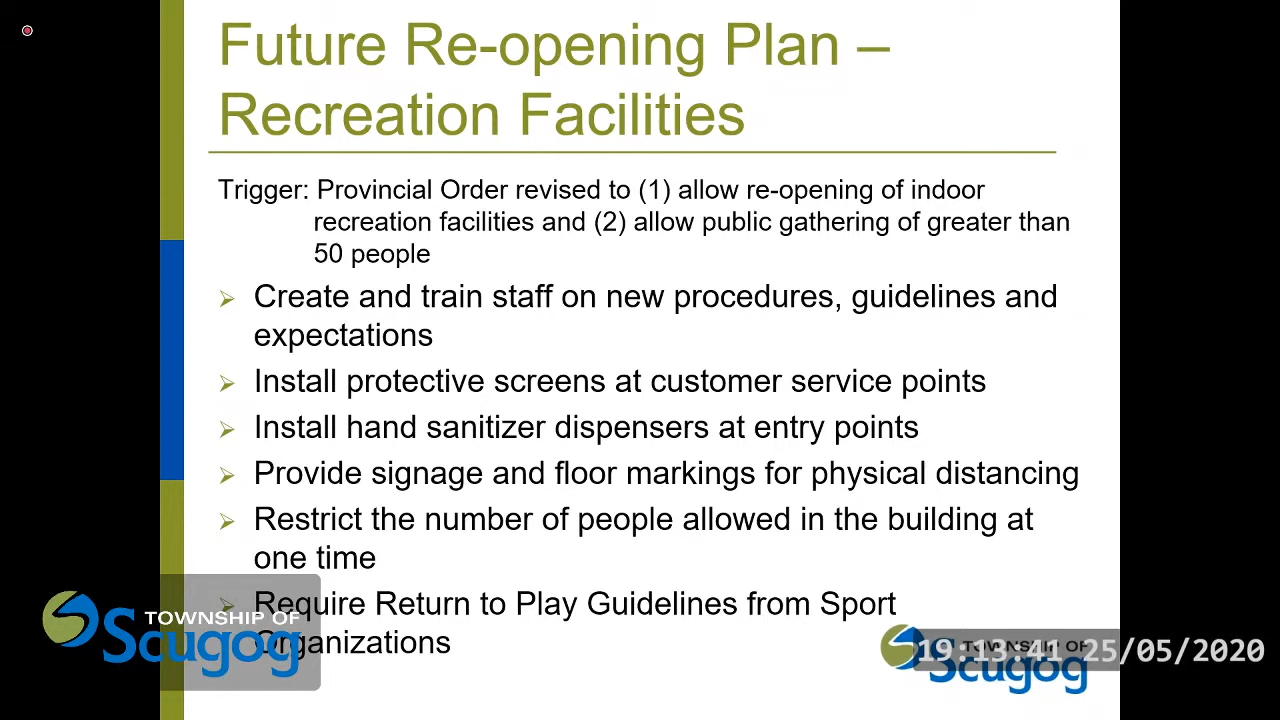 Future Re-opening Plan –
Recreation Facilities
Trigger: Provincial Order revised to (1) allow re-opening of indoor
recreation facilities and (2) allow public gathering of greater than
50 people
Create and train staff on new procedures, guidelines and
expectations
Install protective screens at customer service points
Install hand sanitizer dispensers at entry points
Provide signage and floor markings for physical distancing
Restrict the number of people allowed in the building at
one time
Require Return to Play Guidelines from Sport
Organizations
TOWNSHIP OF
Scugog
TOWNSHIP OF
Scugog
19:13:41 25/05/2020